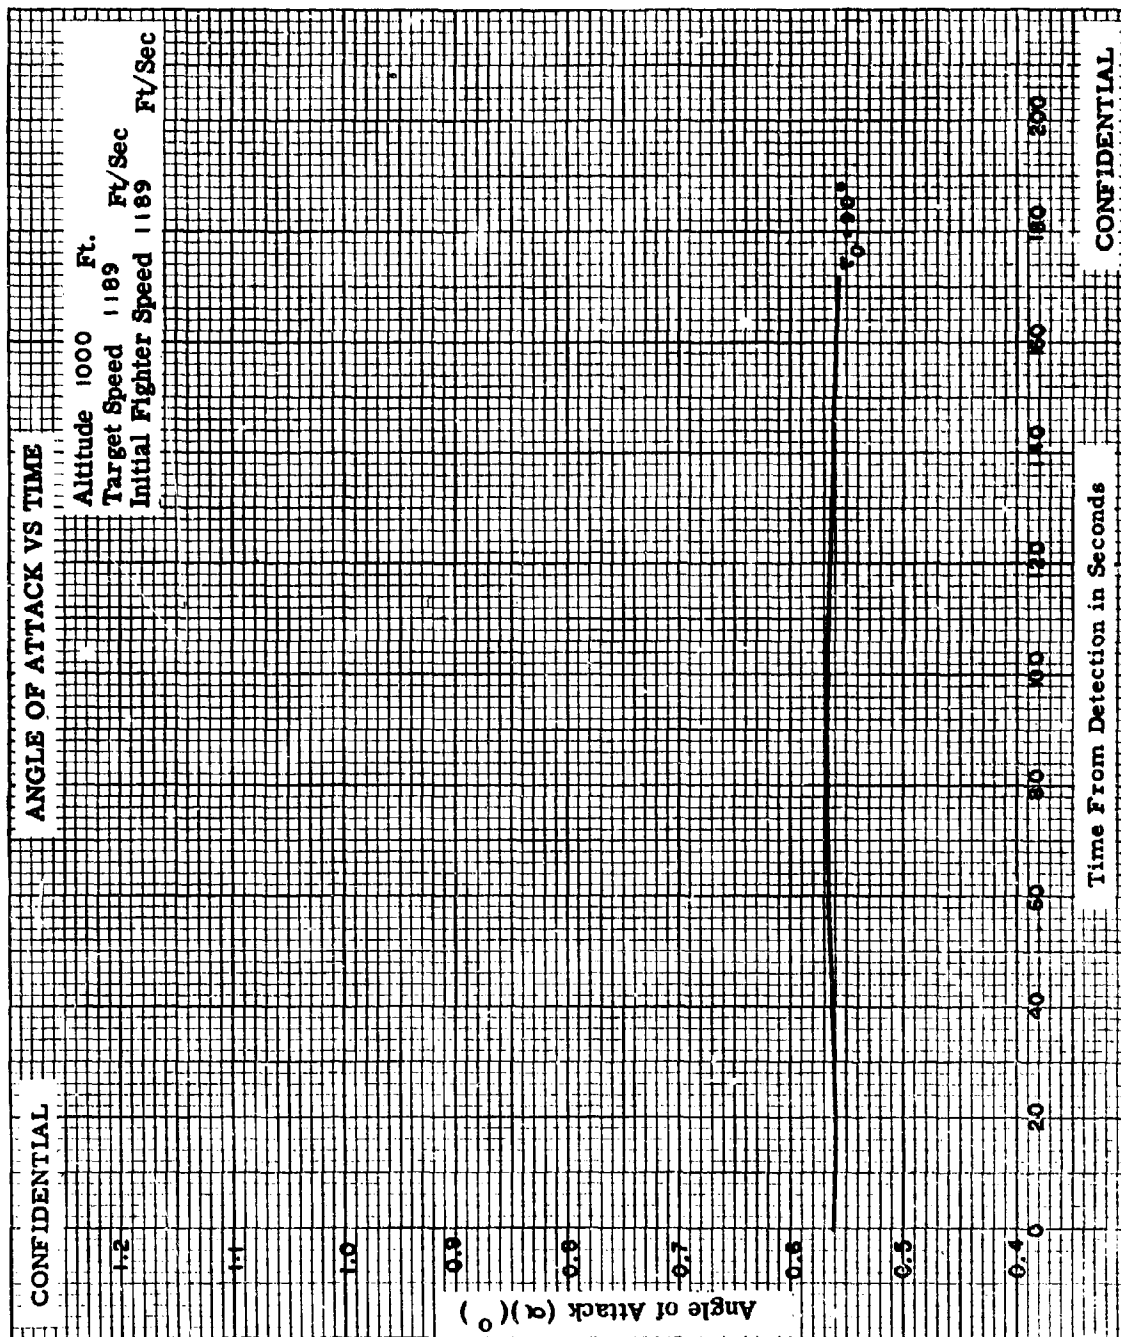 CONFIDENTIAL
ANGLE OF ATTACK VS TIME
Altitude 1000 Ft.
Target Speed 1189 Ft/Sec
Initial Fighter Speed 1189 Ft/Sec
Angle of Attack (α)(°)
1.2
1.1
1.0
0.9
0.8
0.7
0.6
0.5
0.4
0 20 40 60 80 100 120 140 160 180 200
Time From Detection in Seconds
CONFIDENTIAL